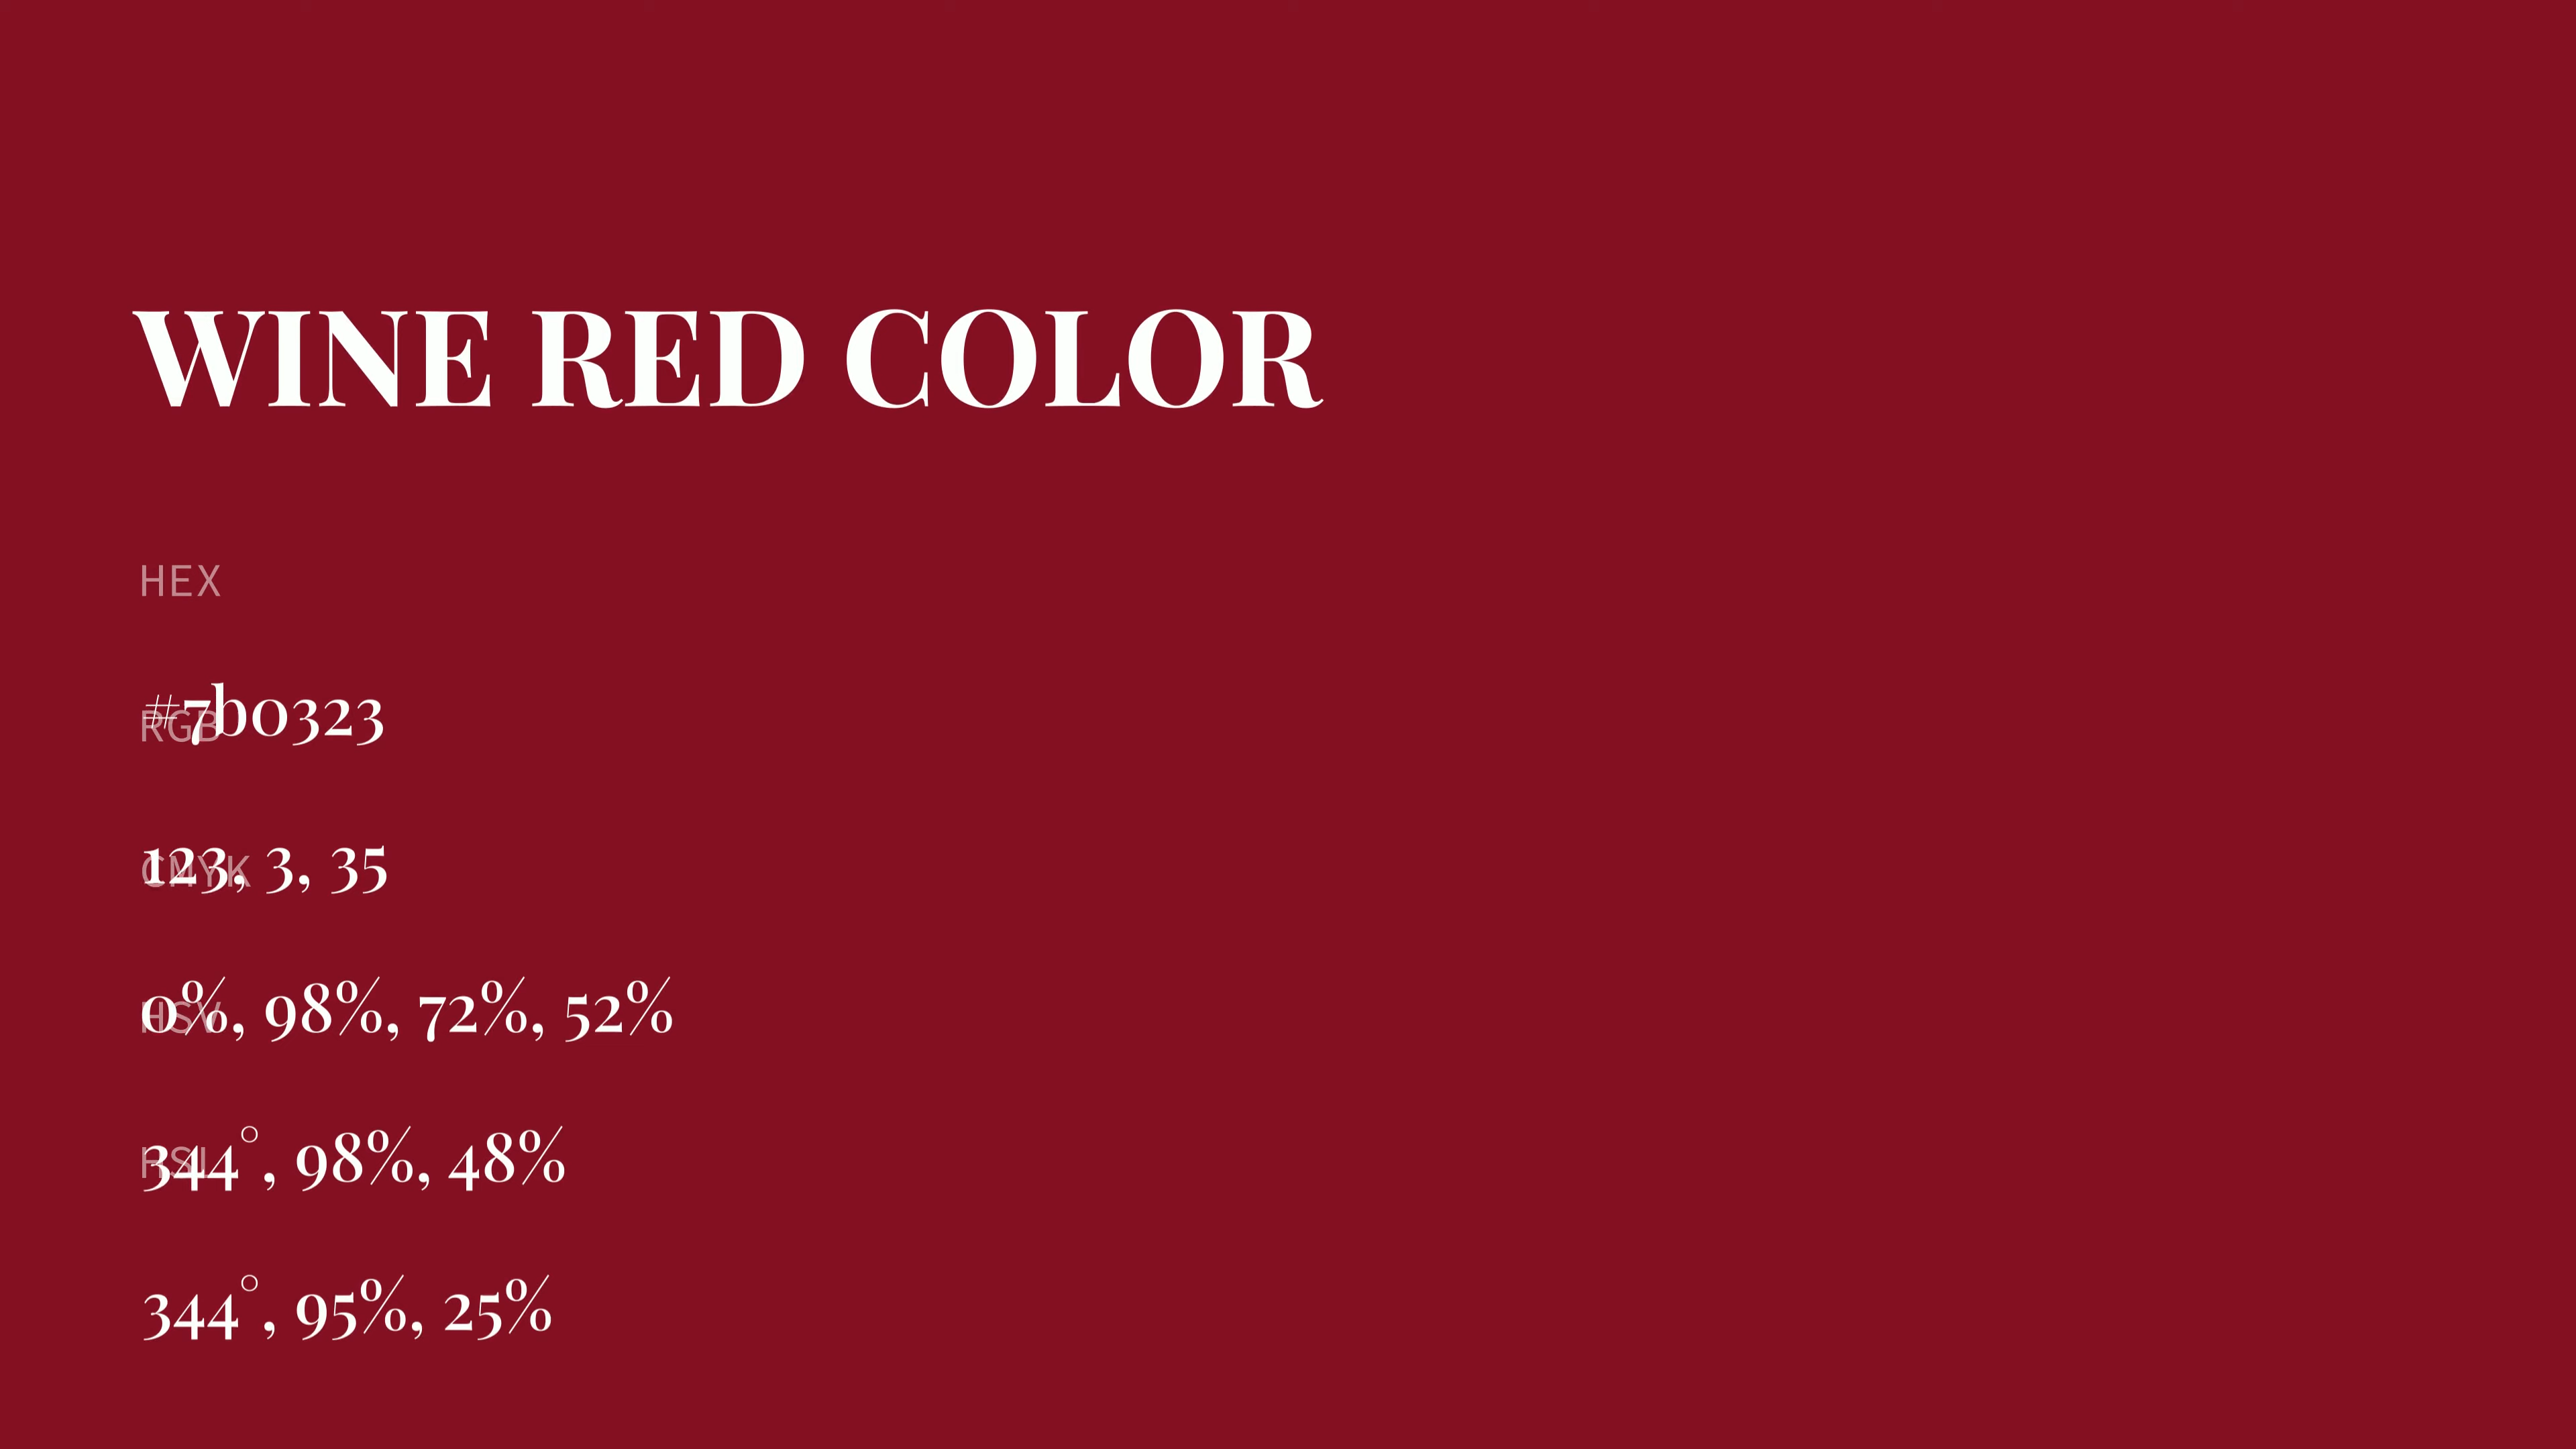 WINE RED COLOR
HEX
#7b0323
RGB
123, 3, 35
CMYK
0%, 98%, 72%, 52%
HSV
344°, 98%, 48%
HSL
344°, 95%, 25%